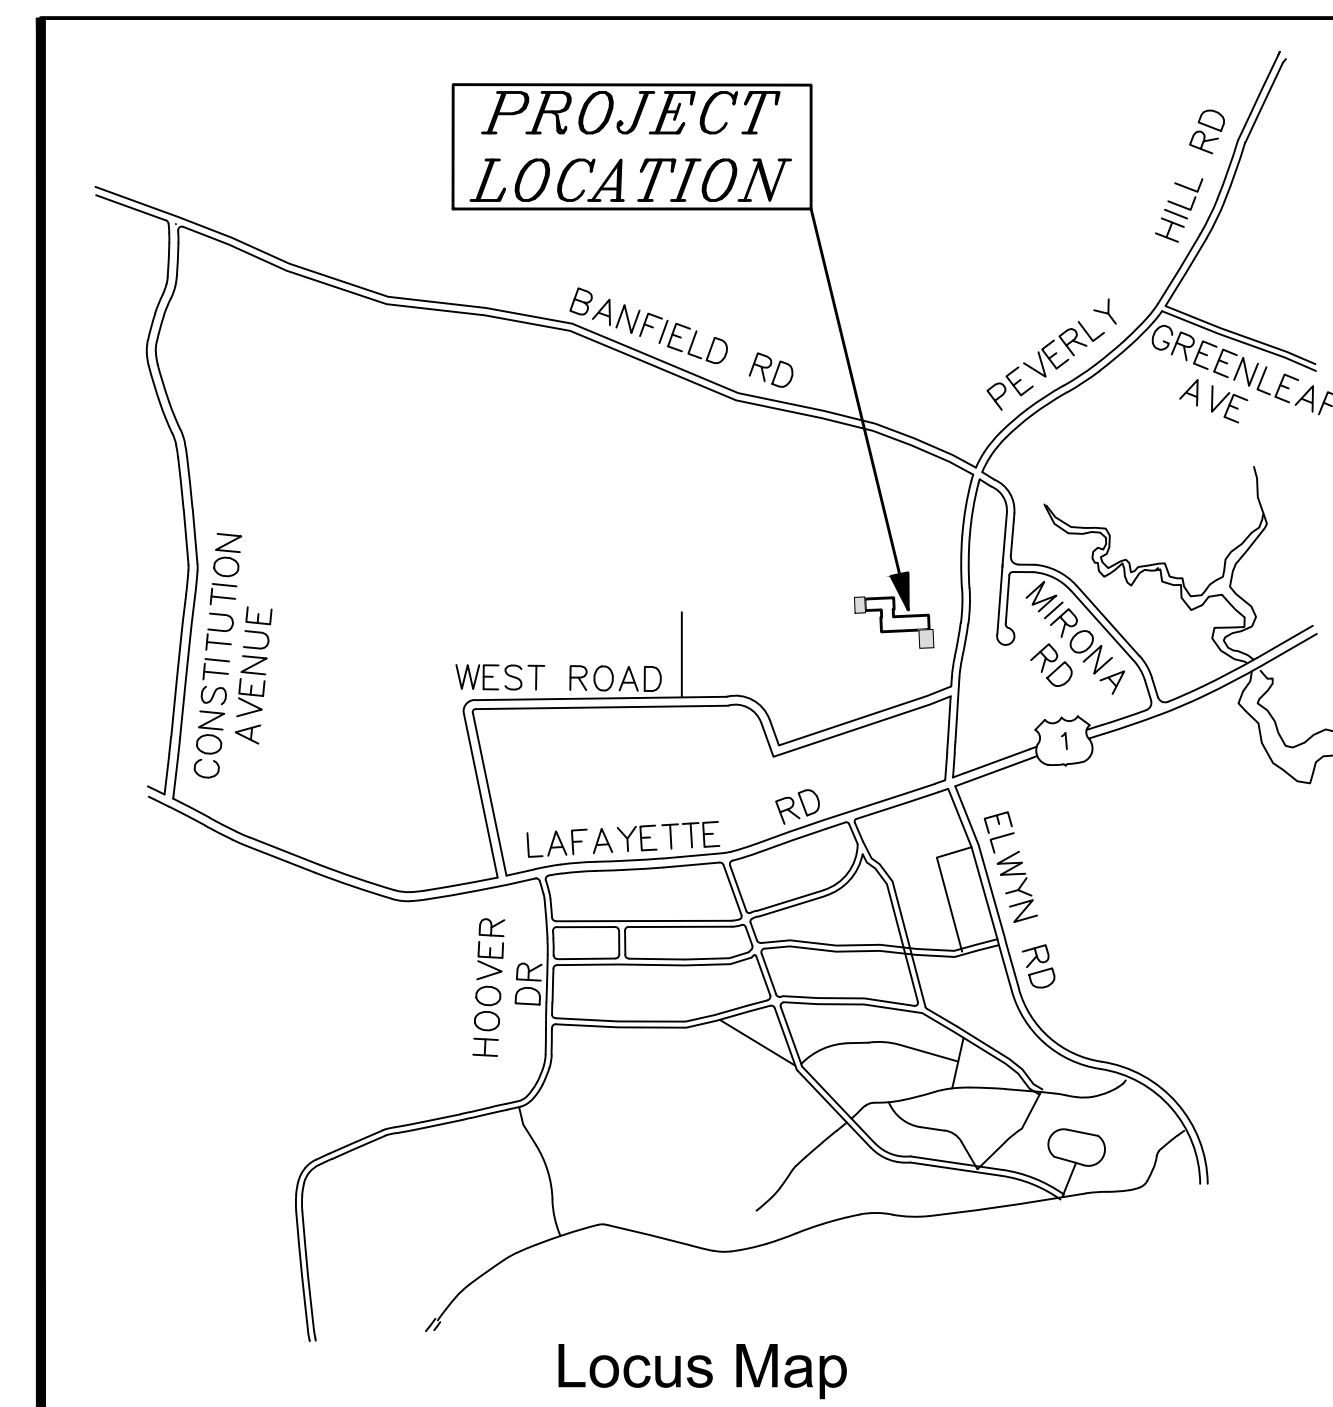 PROJECT
LOCATION
HILL RD
BANFIELD RD
PEVERLY
GREENLEAF
AVE
CONSTITUTION
AVENUE
MIRONA
RD
WEST ROAD
1
LAFAYETTE RD
ELWYN RD
HOOVER
DR
Locus Map